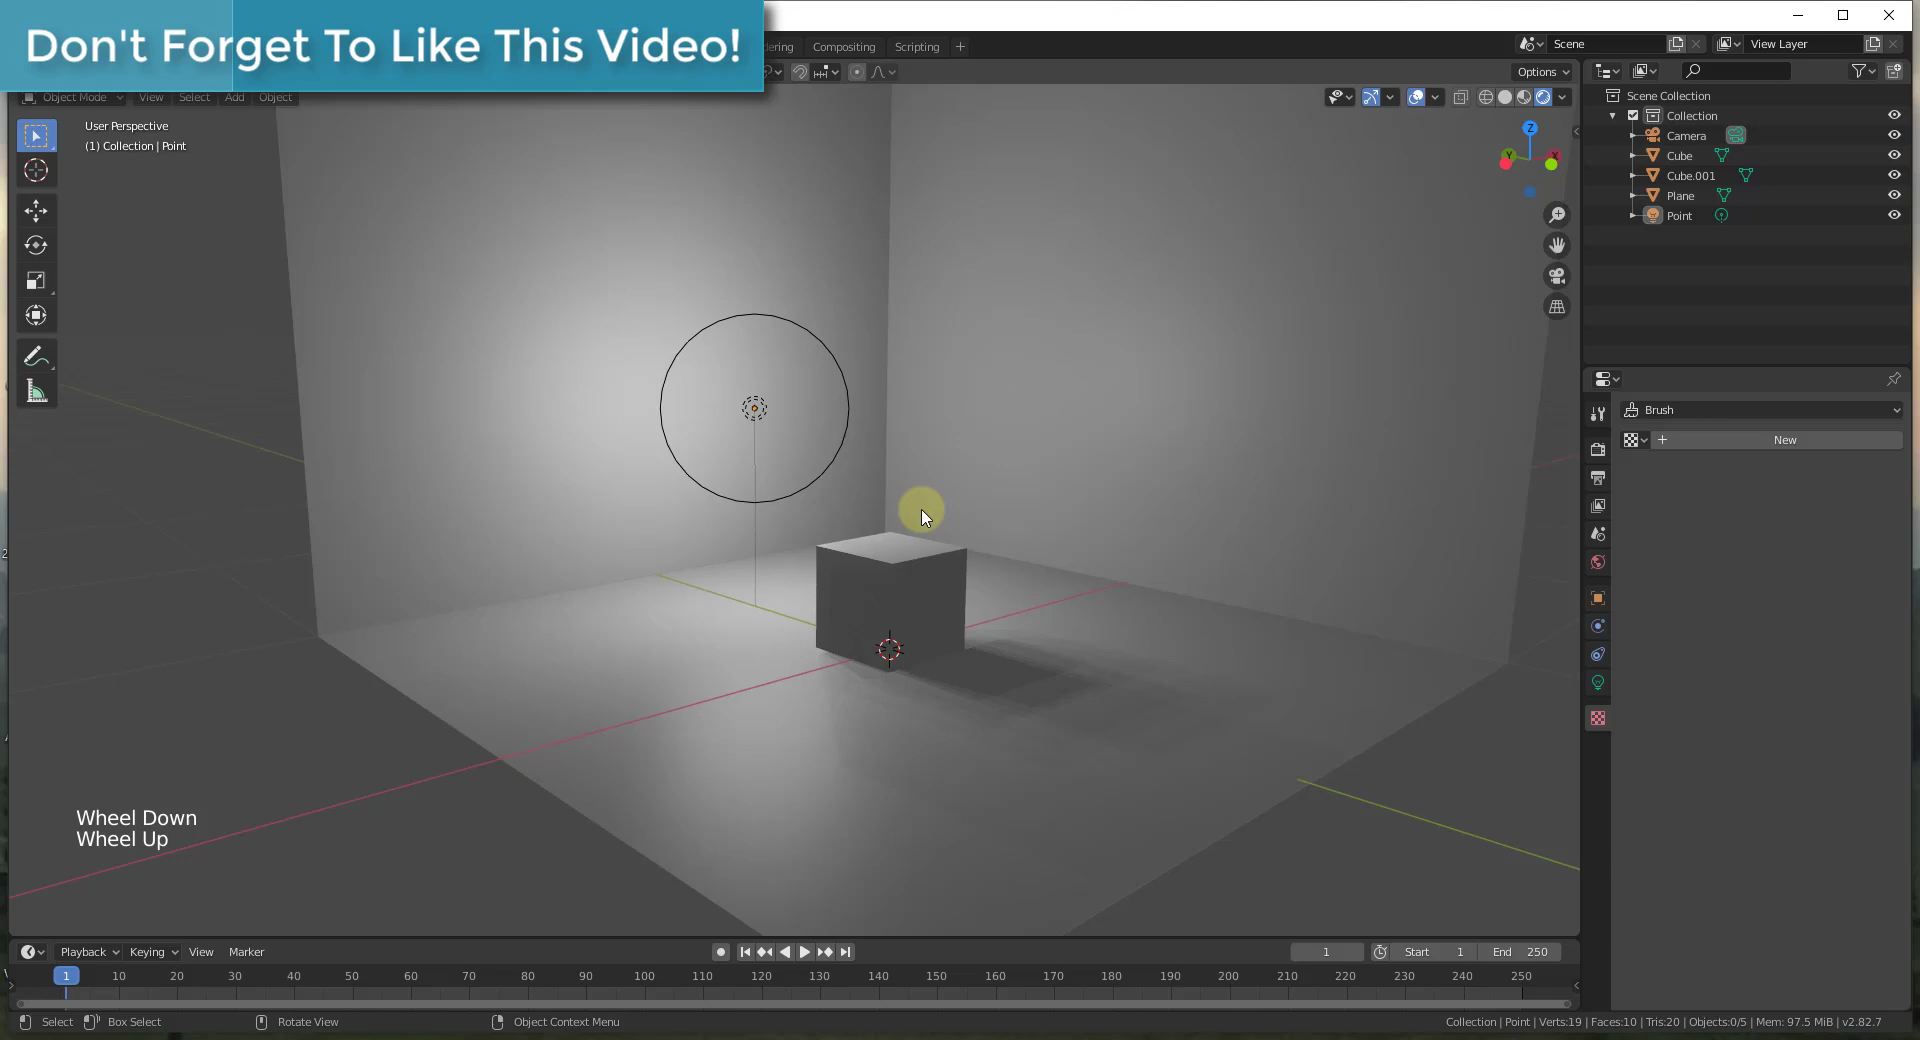 Don't Forget To Like This Video!
Compositing
Scripting
+
Scene
View Layer
Options
Object Mode
View
Select
Add
Object
User Perspective
(1) Collection | Point
Z
Y
X
Scene Collection
Collection
Camera
Cube
Cube.001
Plane
Point
Brush
+ New
Wheel Down
Wheel Up
Playback
Keying
View
Marker
1
Start 1
End 250
1 10 20 30 40 50 60 70 80 90 100 110 120 130 140 150 160 170 180 190 200 210 220 230 240 250
Select
Box Select
Rotate View
Object Context Menu
Collection | Point | Verts:19 | Faces:10 | Tris:20 | Objects:0/5 | Mem: 97.5 MiB | v2.82.7